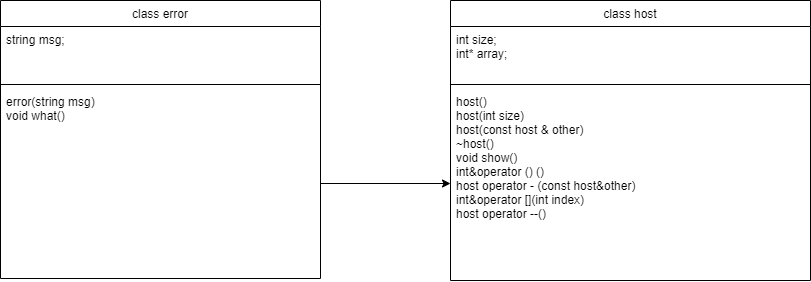 class error
string msg;
error(string msg)
void what()
class host
int size;
int* array;
host()
host(int size)
host(const host & other)
~host()
void show()
int&operator () ()
host operator - (const host&other)
int&operator [](int index)
host operator --()